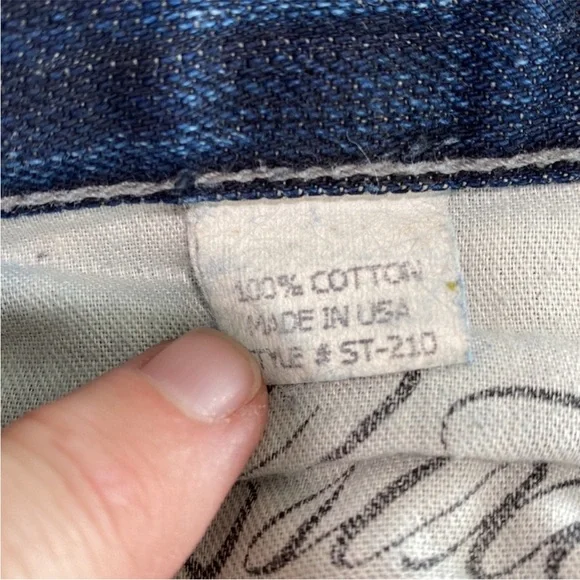 100% COTTON
MADE IN USA
STYLE # ST-210